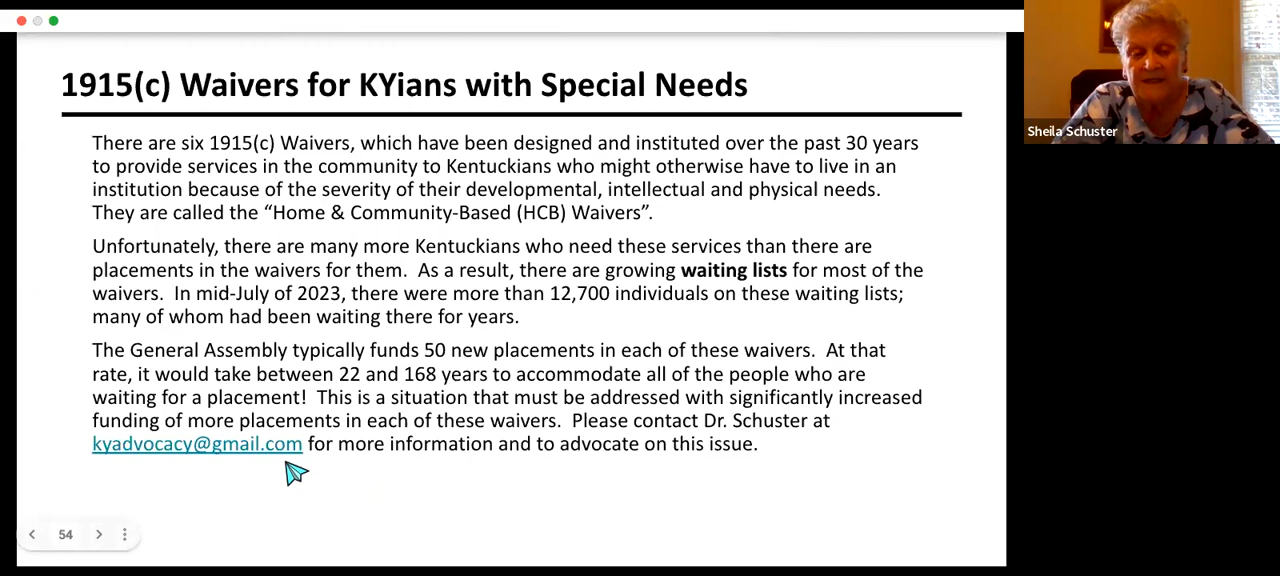 1915(c) Waivers for KYians with Special Needs
There are six 1915(c) Waivers, which have been designed and instituted over the past 30 years
to provide services in the community to Kentuckians who might otherwise have to live in an
institution because of the severity of their developmental, intellectual and physical needs.
They are called the “Home & Community-Based (HCB) Waivers”.
Unfortunately, there are many more Kentuckians who need these services than there are
placements in the waivers for them.  As a result, there are growing waiting lists for most of the
waivers.  In mid-July of 2023, there were more than 12,700 individuals on these waiting lists;
many of whom had been waiting there for years.
The General Assembly typically funds 50 new placements in each of these waivers.  At that
rate, it would take between 22 and 168 years to accommodate all of the people who are
waiting for a placement!  This is a situation that must be addressed with significantly increased
funding of more placements in each of these waivers.  Please contact Dr. Schuster at
kyadvocacy@gmail.com for more information and to advocate on this issue.
54
Sheila Schuster